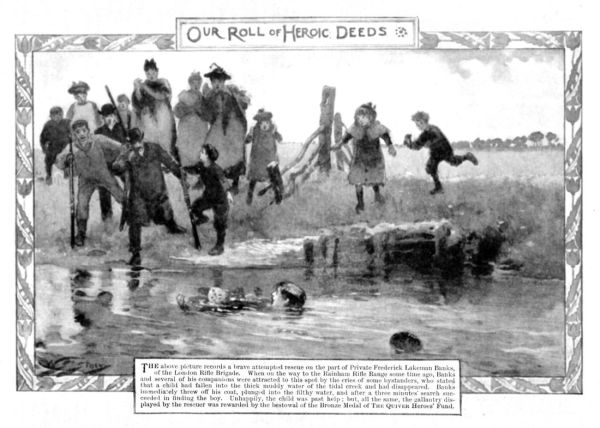 OUR ROLL OF HEROIC DEEDS
THE above picture records a brave attempted rescue on the part of Private Frederick Lakeman Banks,
of the London Rifle Brigade. When on the way to the Rainham Rifle Range some time ago, Banks
and several of his companions were attracted to this spot by the cries of some bystanders, who stated
that a child had fallen into the thick muddy water of the tidal creek and had disappeared. Banks
immediately threw off his coat, plunged into the filthy water, and after a three minutes' search suc-
ceeded in finding the boy. Unhappily, the child was past help; but, all the same, the gallantry dis-
played by the rescuer was rewarded by the bestowal of the Bronze Medal of THE QUIVER Heroes' Fund.